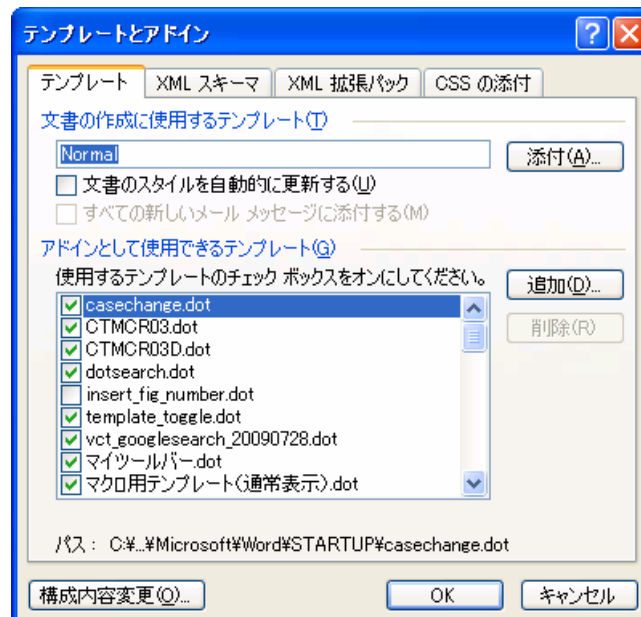 テンプレートとアドイン
テンプレート XML スキーマ XML 拡張パック CSS の添付
文書の作成に使用するテンプレート(T)
Normal 添付(A)...
文書のスタイルを自動的に更新する(U)
すべての新しいメール メッセージに添付する(M)
アドインとして使用できるテンプレート(G)
使用するテンプレートのチェック ボックスをオンにしてください。 追加(D)...
casechange.dot
CTMCR03.dot 削除(R)
CTMCR03D.dot
dotsearch.dot
insert_fig_number.dot
template_toggle.dot
vct_googlesearch_20090728.dot
マイツールバー.dot
マクロ用テンプレート(通常表示).dot
パス： C:¥...¥Microsoft¥Word¥STARTUP¥casechange.dot
構成内容変更(O)... OK キャンセル